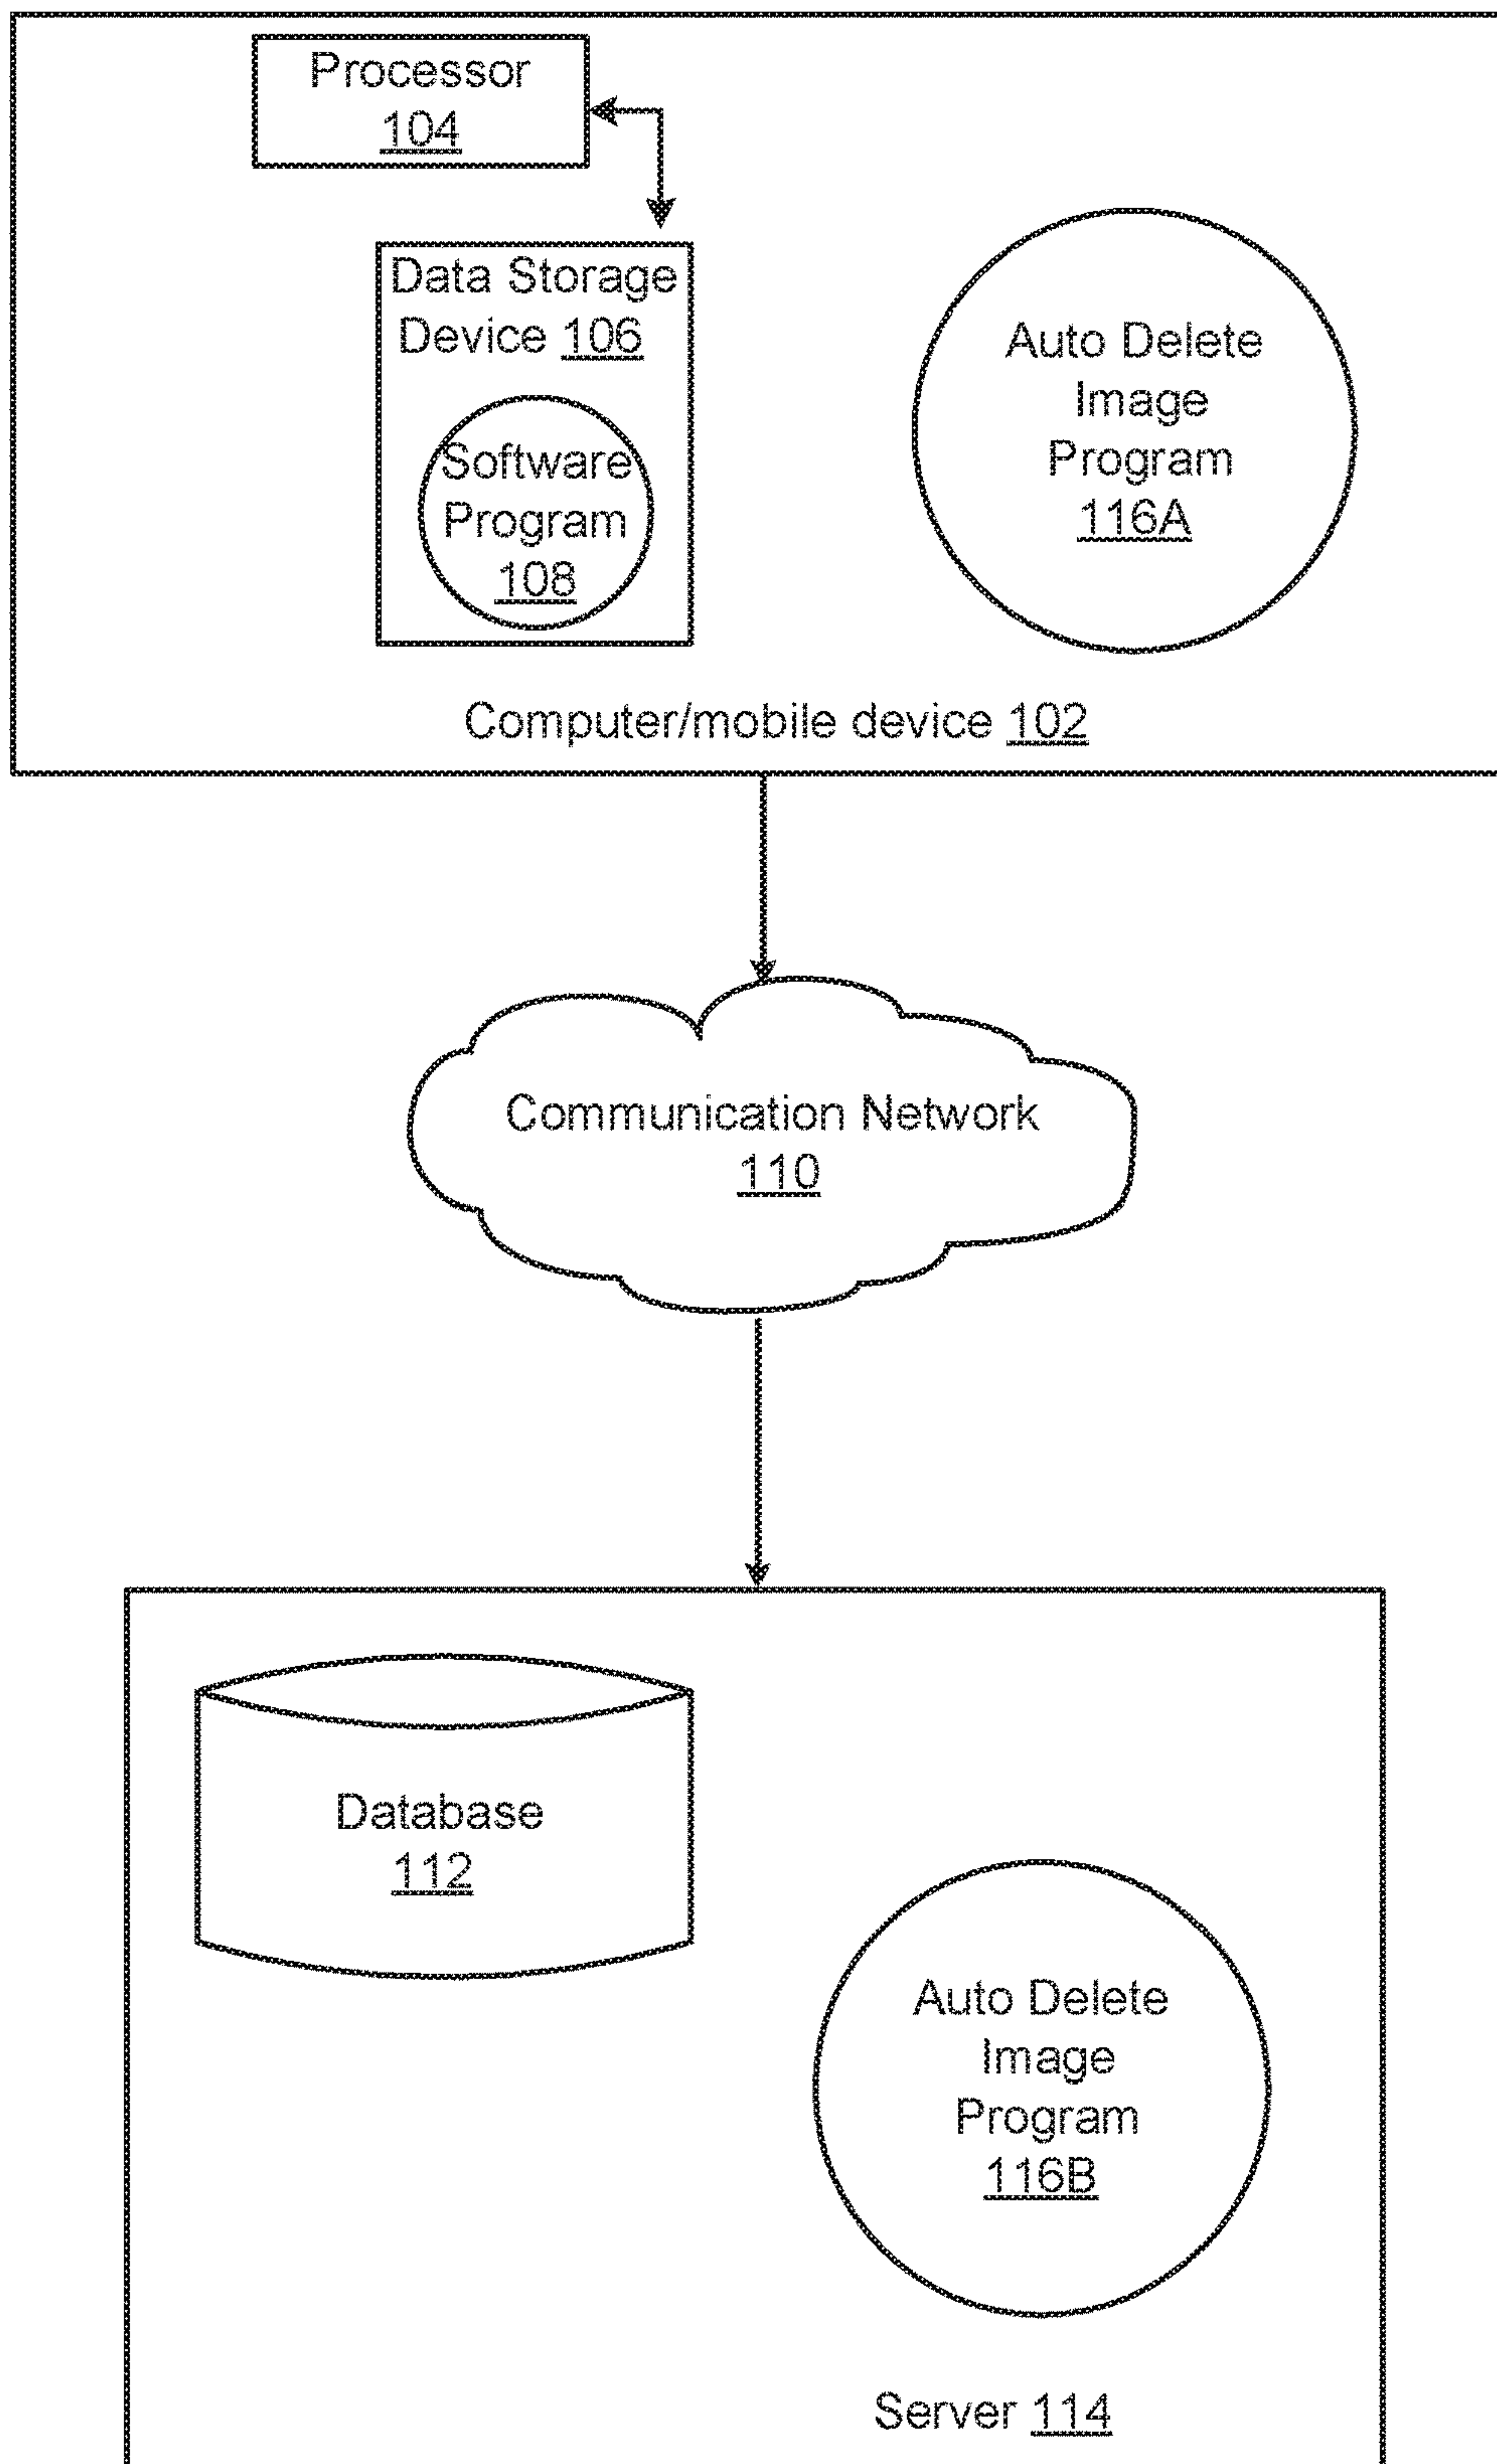 Processor
104
Data Storage
Device 106
Software
Program
108
Auto Delete
Image
Program
116A
Computer/mobile device 102
Communication Network
110
Database
112
Auto Delete
Image
Program
116B
Server 114